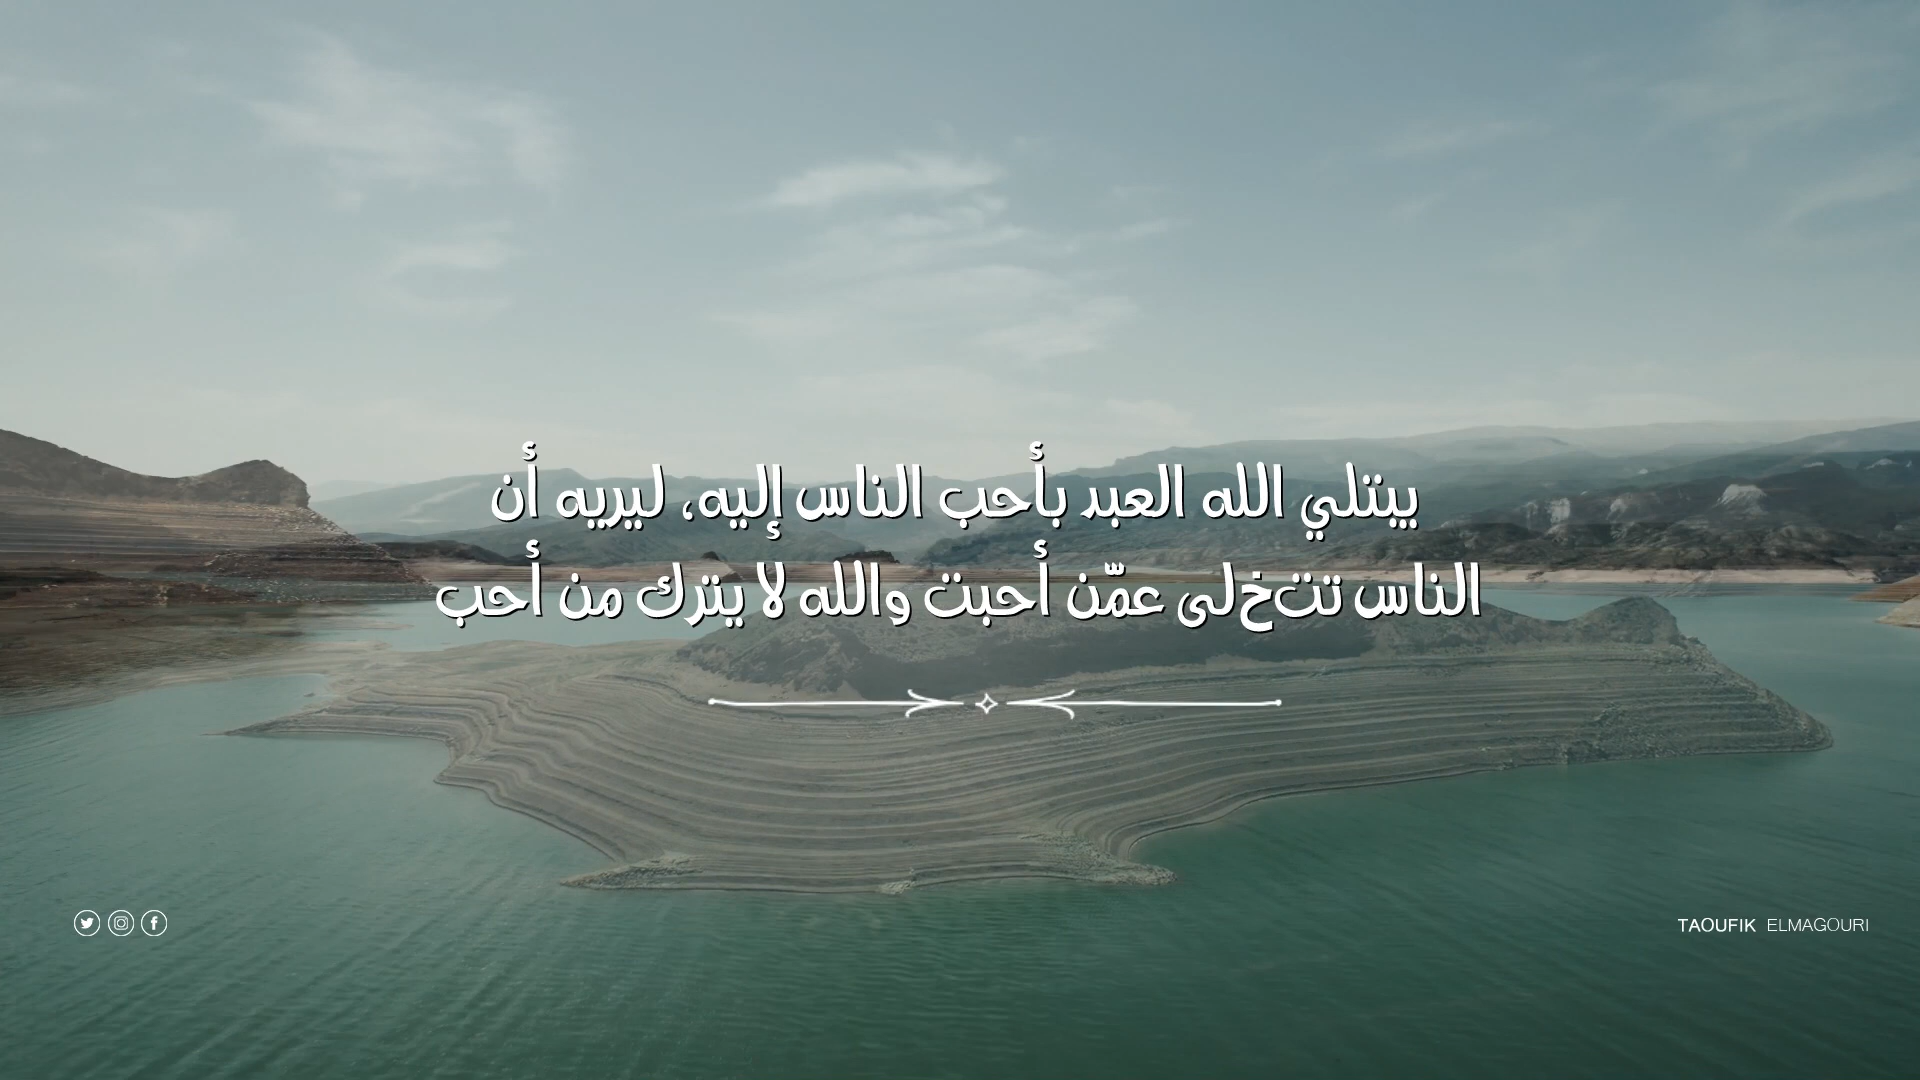 يبتلي الله العبد بأحب الناس إليه، ليريه أن
الناس تتخلى عمّن أحبت والله لا يترك من أحب
TAOUFIK ELMAGOURI